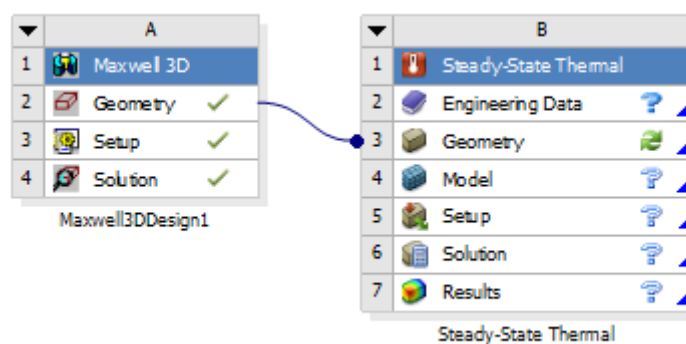 A
1 Maxwell 3D
2 Geometry
3 Setup
4 Solution
Maxwell3DDesign1
B
1 Steady-State Thermal
2 Engineering Data
3 Geometry
4 Model
5 Setup
6 Solution
7 Results
Steady-State Thermal